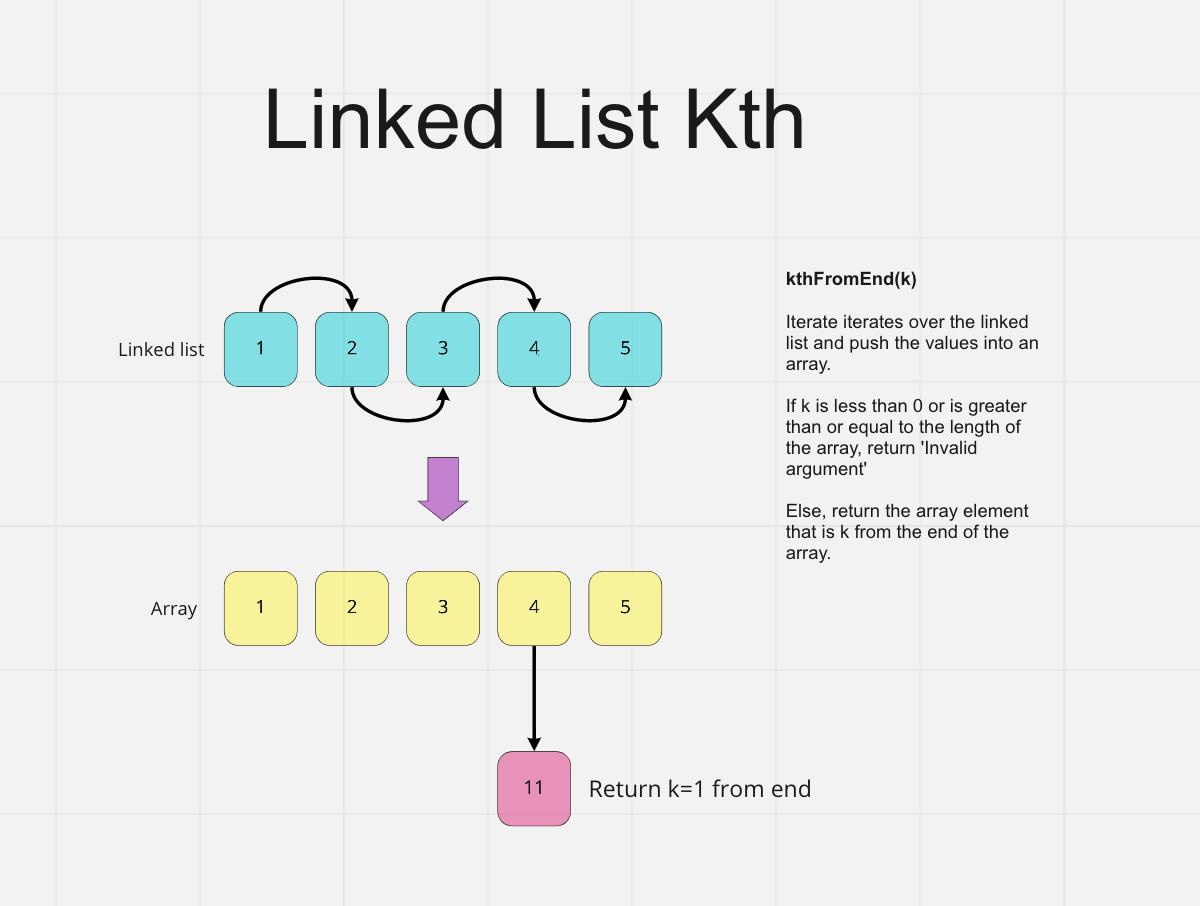 Linked List Kth
kthFromEnd(k)
Iterate iterates over the linked
list and push the values into an
array.
If k is less than 0 or is greater
than or equal to the length of
the array, return 'Invalid
argument'
Else, return the array element
that is k from the end of the
array.
Linked list
1
2
3
4
5
Array
1
2
3
4
5
11
Return k=1 from end